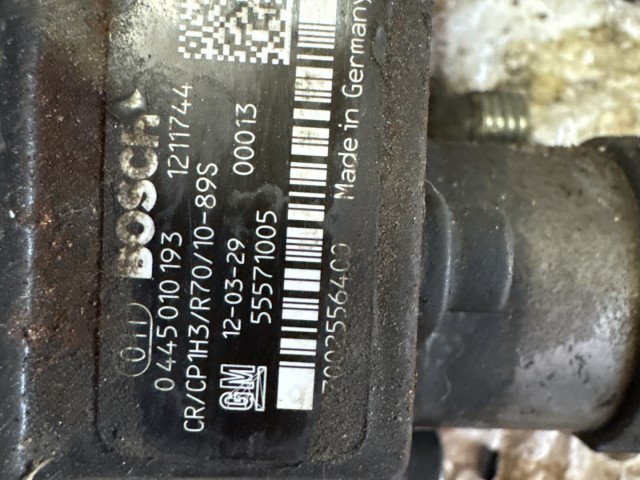 BOSCH
011 1211744
0 445 010 193
CR/CP1H3/R70/10-89S
12-03-29 00013
GM 55571005
Made in Germany